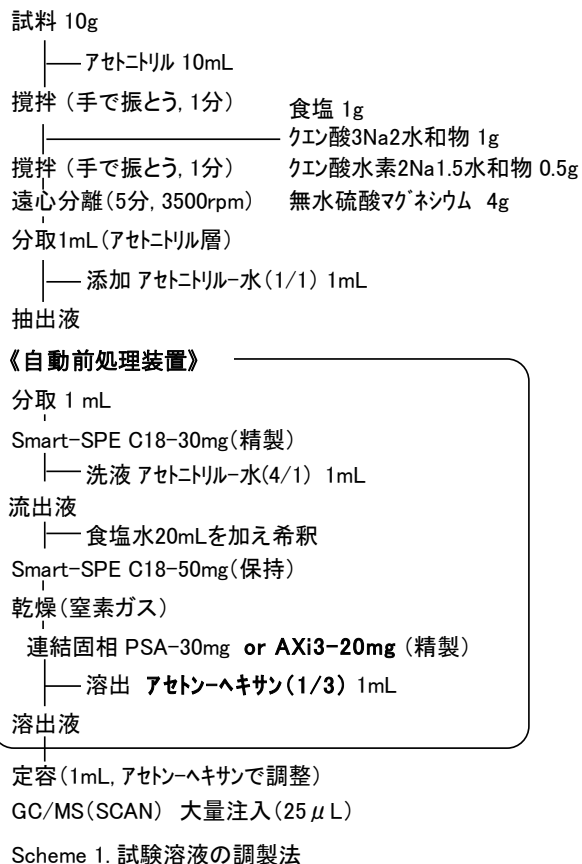 試料 10g
アセトニトリル 10mL
撹拌 (手で振とう, 1分)
食塩 1g
クエン酸3Na2水和物 1g
撹拌 (手で振とう, 1分)
クエン酸水素2Na1.5水和物 0.5g
遠心分離(5分, 3500rpm)
無水硫酸マグネシウム 4g
分取1mL(アセトニトリル層)
添加 アセトニトリル-水(1/1) 1mL
抽出液
《自動前処理装置》
分取 1 mL
Smart-SPE C18-30mg(精製)
洗液 アセトニトリル-水(4/1) 1mL
流出液
食塩水20mLを加え希釈
Smart-SPE C18-50mg(保持)
乾燥(窒素ガス)
連結固相 PSA-30mg or AXi3-20mg (精製)
溶出 アセトン-ヘキサン(1/3) 1mL
溶出液
定容(1mL, アセトン-ヘキサンで調整)
GC/MS(SCAN) 大量注入(25μL)
Scheme 1. 試験溶液の調製法